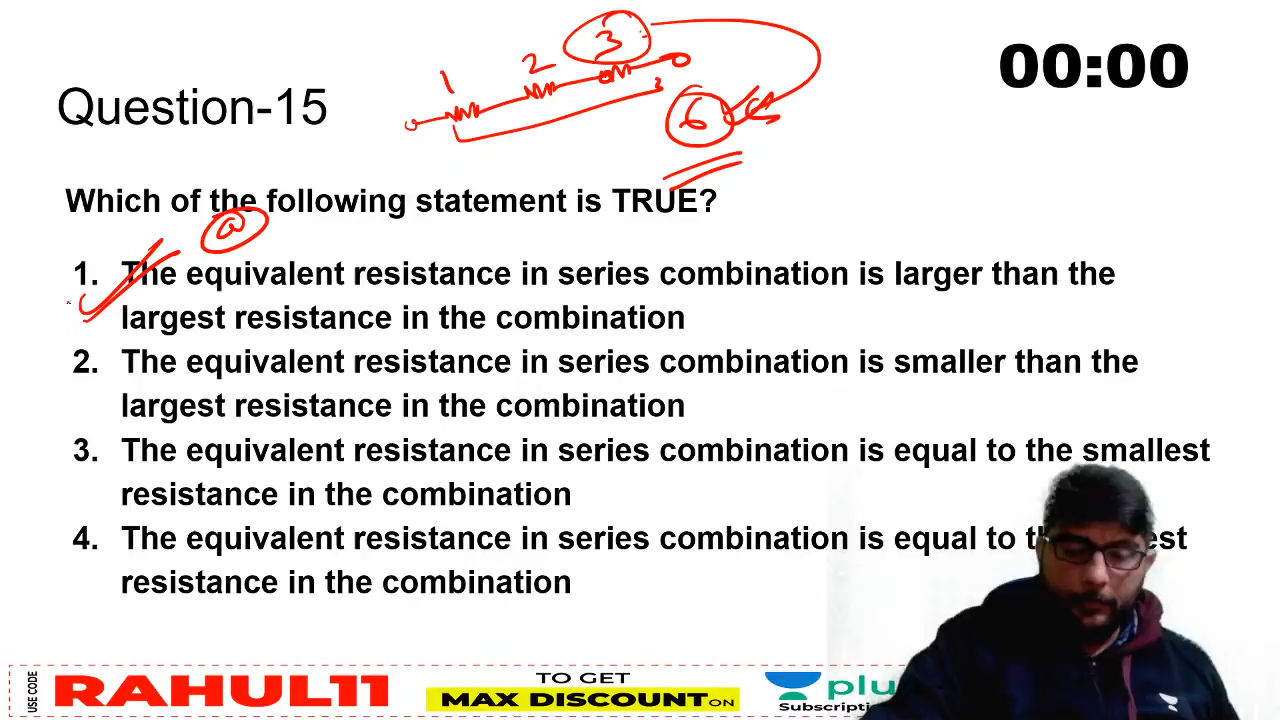 1 2 3
6
00:00
Question-15
Which of the following statement is TRUE?
a
1. The equivalent resistance in series combination is larger than the
largest resistance in the combination
2. The equivalent resistance in series combination is smaller than the
largest resistance in the combination
3. The equivalent resistance in series combination is equal to the smallest
resistance in the combination
4. The equivalent resistance in series combination is equal to
resistance in the combination
USE CODE
RAHUL11
TO GET
MAX DISCOUNT ON
plu
Subscription